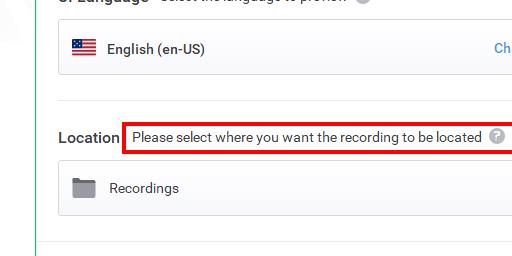 Language Select the language to preview
English (en-US)
Ch
Location Please select where you want the recording to be located ?
Recordings